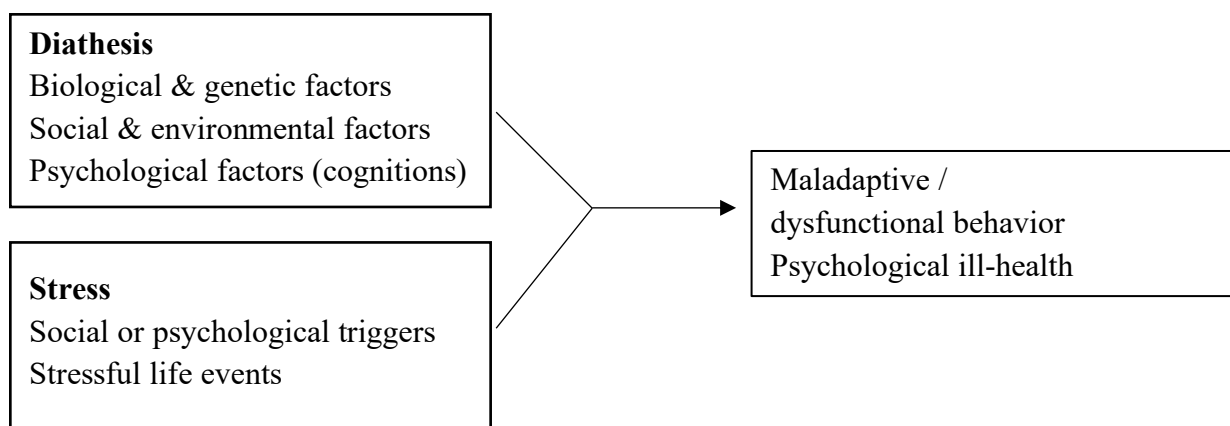 Diathesis
Biological & genetic factors
Social & environmental factors
Psychological factors (cognitions)
Stress
Social or psychological triggers
Stressful life events
Maladaptive /
dysfunctional behavior
Psychological ill-health